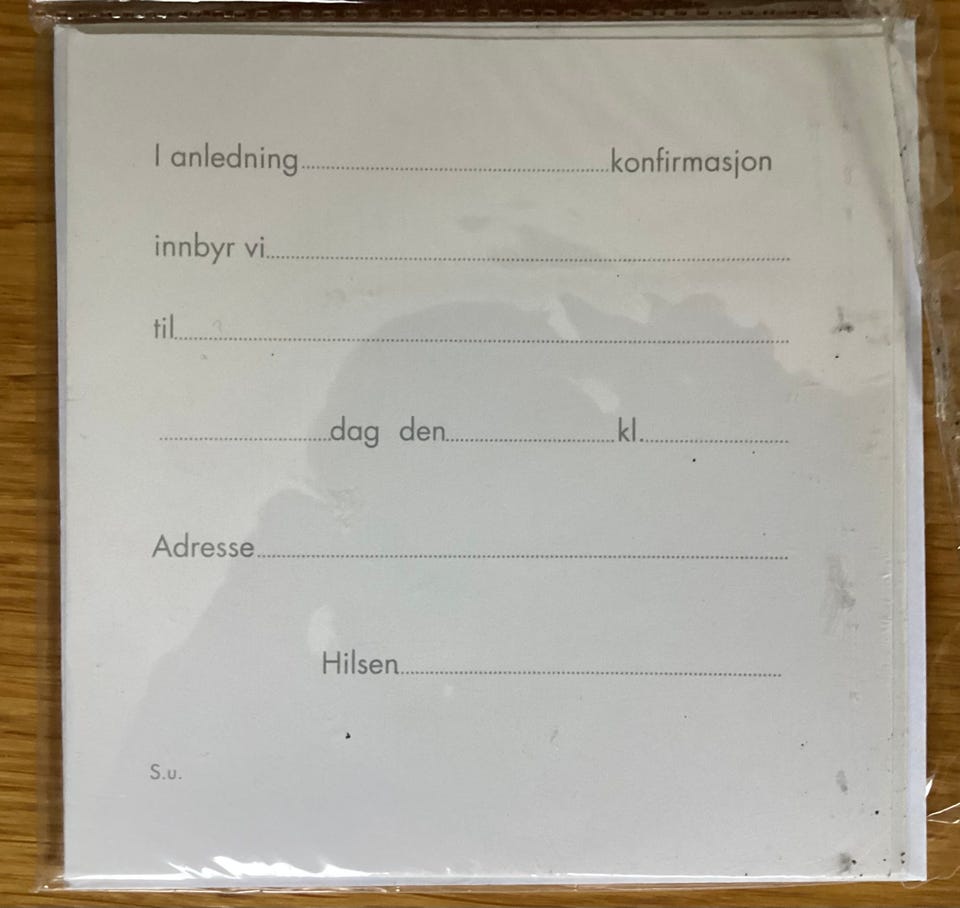 I anledning..............................konfirmasjon
innbyr vi..................................................
til..................................................
....................dag den....................kl....................
Adresse..................................................
Hilsen........................................
S.u.